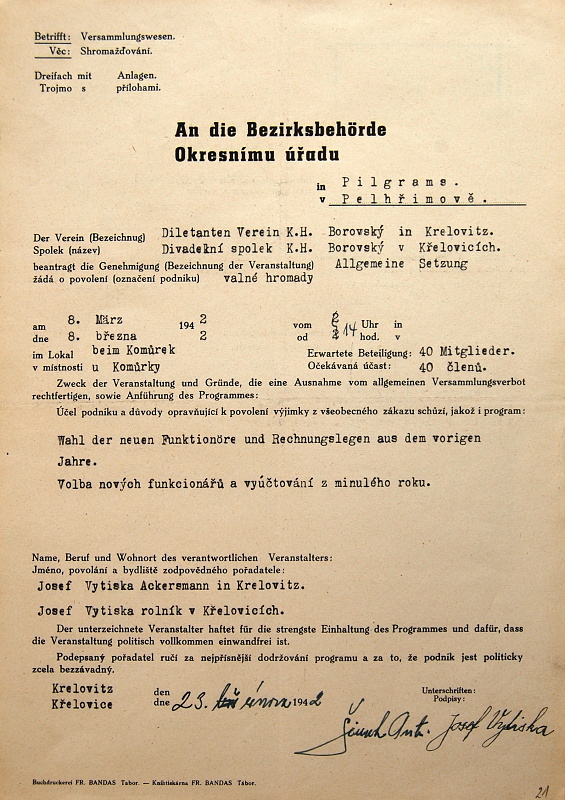 Betrifft: Versammlungswesen.
Věc: Shromažďování.
Dreifach mit Anlagen.
Trojmo s přílohami.
An die Bezirksbehörde
Okresnímu úřadu
in Pilgrams.
v Pelhřimově.
Der Verein (Bezeichnug) Diletanten Verein K.H. Borovský in Krelovitz.
Spolek (název) Divadelní spolek K.H. Borovský v Křelovicích.
beantragt die Genehmigung (Bezeichnung der Veranstaltung) Allgemeine Setzung
žádá o povolení (označení podniku) valné hromady
am 8. März 1942 vom 14 Uhr in
dne 8. března 2 od hod. v
im Lokal beim Komůrek Erwartete Beteiligung: 40 Mitglieder.
v místnosti u Komůrky Očekávaná účast: 40 členů.
Zweck der Veranstaltung und Gründe, die eine Ausnahme vom allgemeinen Versammlungsverbot
rechtfertigen, sowie Anführung des Programmes:
Účel podniku a důvody opravňující k povolení výjimky z všeobecného zákazu schůzí, jakož i program:
Wahl der neuen Funktionöre und Rechnungslegen aus dem vorigen
Jahre.
Volba nových funkcionářů a vyúčtování z minulého roku.
Name, Beruf und Wohnort des verantwortlichen Veranstalters:
Jméno, povolání a bydliště zodpovědného pořadatele:
Josef Vytiska Ackersmann in Krelovitz.
Josef Vytiska rolník v Křelovicích.
Der unterzeichnete Veranstalter haftet für die strengste Einhaltung des Programmes und dafür, dass
die Veranstaltung politisch vollkommen einwandfrei ist.
Podepsaný pořadatel ručí za nejpřísnější dodržování programu a za to, že podnik jest politicky
zcela bezzávadný.
Krelovitz den Unterschriften:
Křelovice dne 23. února 1942 Podpisy:
Ant. Josef Vytiska
Buchdruckerei FR. BANDAS Tabor. — Knihtiskárna FR. BANDAS Tábor.
21